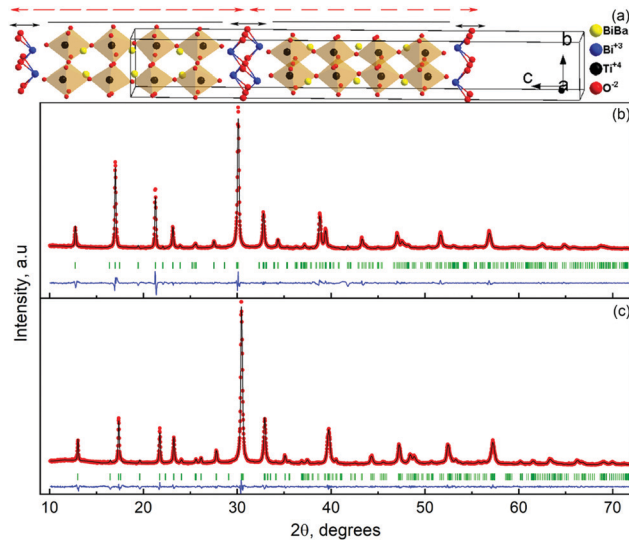 (a)
b
c
a
BiBa
Bi+3
Ti+4
O-2
(b)
(c)
Intensity, a.u
10 20 30 40 50 60 70
2θ, degrees